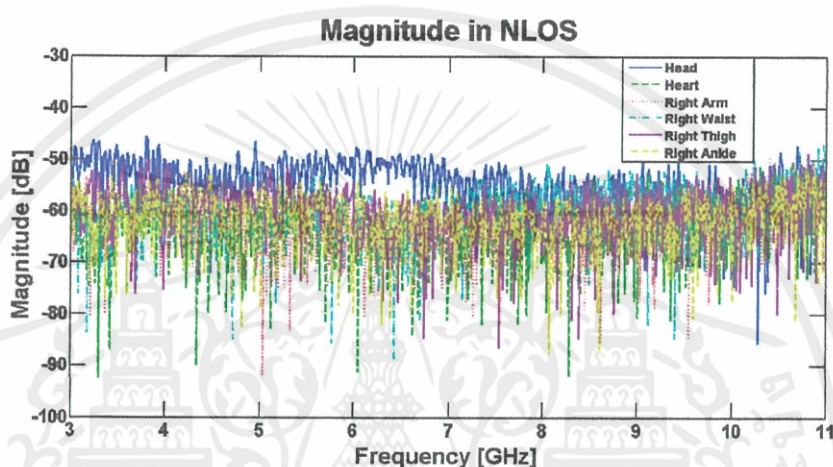 Magnitude in NLOS
Magnitude [dB]
-30
-40
-50
-60
-70
-80
-90
-100
Head
Heart
Right Arm
Right Waist
Right Thigh
Right Ankle
3 4 5 6 7 8 9 10 11
Frequency [GHz]